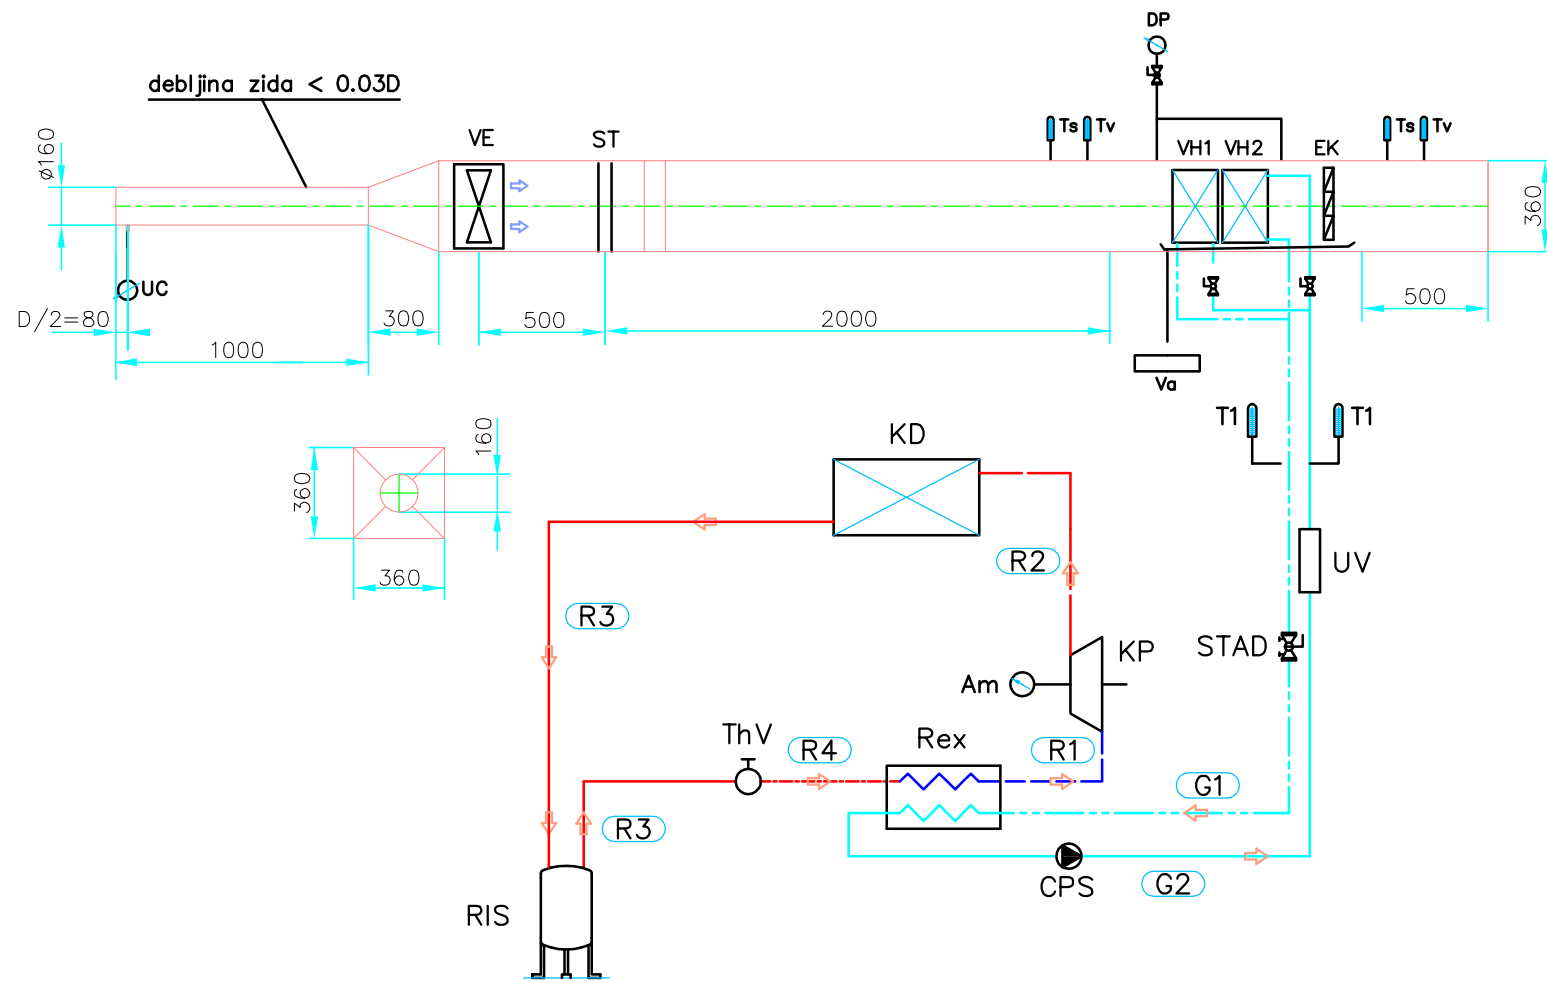 DP
debljina zida < 0.03D
VE
ST
Ts
Tv
VH1
VH2
EK
Ts
Tv
ø160
360
UC
D/2=80
300
500
2000
500
1000
Va
T1
T1
KD
160
360
360
R2
UV
R3
STAD
KP
Am
ThV
R4
Rex
R1
G1
R3
CPS
G2
RIS